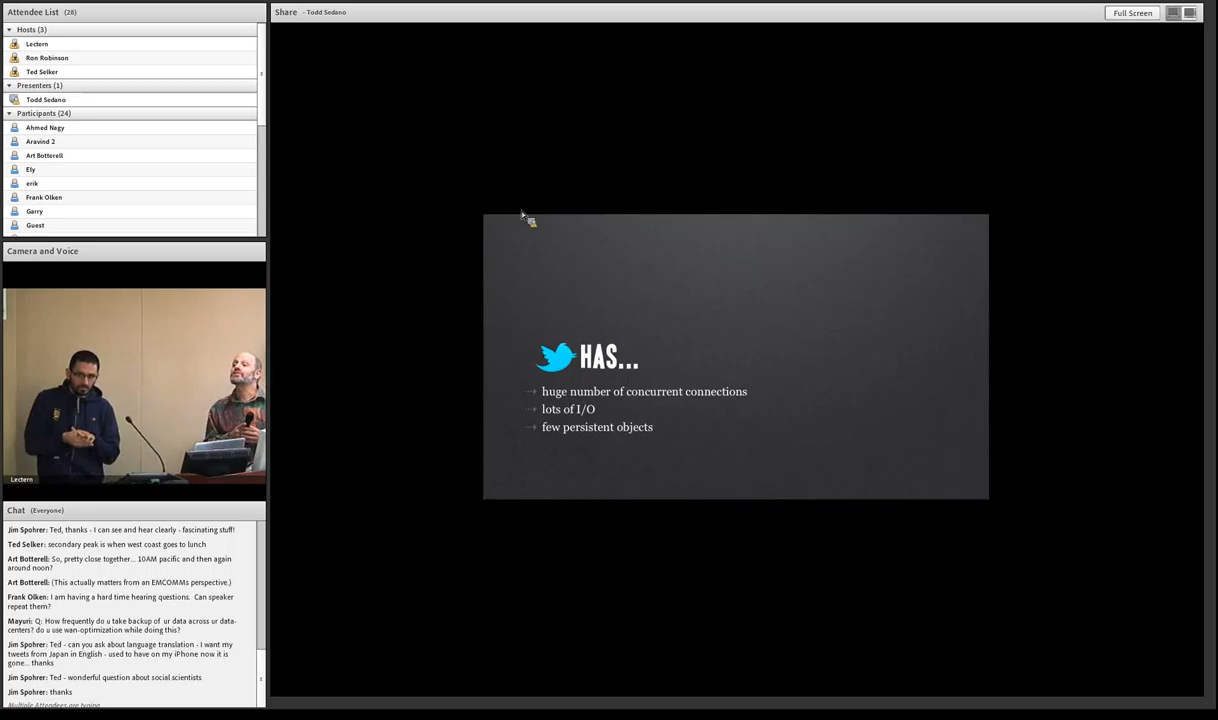 Attendee List (28)
Hosts (3)
Lectern
Ron Robinson
Ted Selker
Presenters (1)
Todd Sedano
Participants (24)
Ahmed Nagy
Aravind 2
Art Botterell
Ely
erik
Frank Olken
Garry
Guest
Camera and Voice
Lectern
Chat (Everyone)
Jim Spohrer: Ted, thanks - I can see and hear clearly - fascinating stuff!
Ted Selker: secondary peak is when west coast goes to lunch
Art Botterell: So, pretty close together... 10AM pacific and then again
around noon?
Art Botterell: (This actually matters from an EMCOMMs perspective.)
Frank Olken: I am having a hard time hearing questions. Can speaker
repeat them?
Mayuri: Q: How frequently do u take backup of ur data across ur data-
centers? do u use wan-optimization while doing this?
Jim Spohrer: Ted - can you ask about language translation - I want my
tweets from Japan in English - used to have on my iPhone now it is
gone... thanks
Jim Spohrer: Ted - wonderful question about social scientists
Jim Spohrer: thanks
Multiple Attendees are typing
Share - Todd Sedano
Full Screen
HAS...
huge number of concurrent connections
lots of I/O
few persistent objects